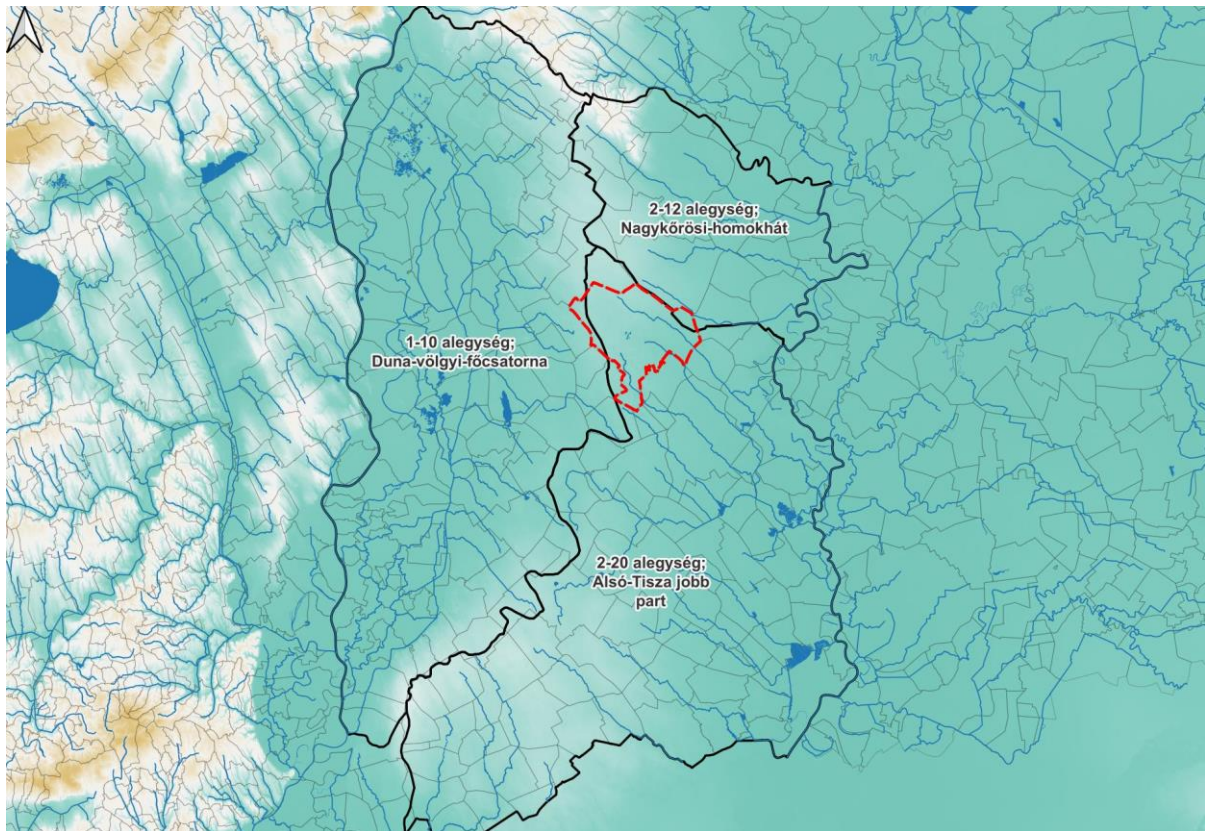 2-12 alegység;
Nagykőrösi-homokhát
1-10 alegység;
Duna-völgyi-főcsatorna
2-20 alegység;
Alsó-Tisza jobb
part